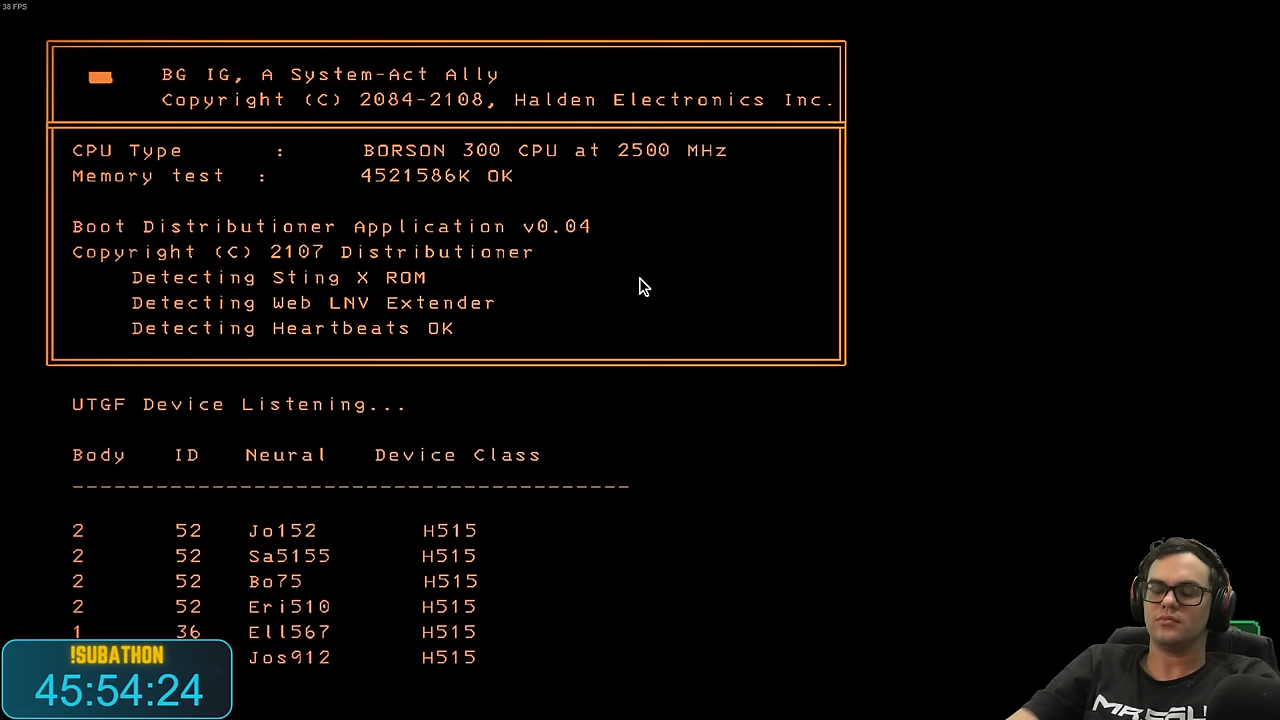 38 FPS
BG IG, A System-Act Ally
Copyright (C) 2084-2108, Halden Electronics Inc.
CPU Type : BORSON 300 CPU at 2500 MHz
Memory test : 4521586K OK
Boot Distributioner Application v0.04
Copyright (C) 2107 Distributioner
Detecting Sting X ROM
Detecting Web LNV Extender
Detecting Heartbeats OK
UTGF Device Listening...
Body ID Neural Device Class
----------------------------------------
2 52 Jo152 H515
2 52 Sa5155 H515
2 52 Bo75 H515
2 52 Eri510 H515
1 36 Ell567 H515
Jos912 H515
!SUBATHON
45:54:24